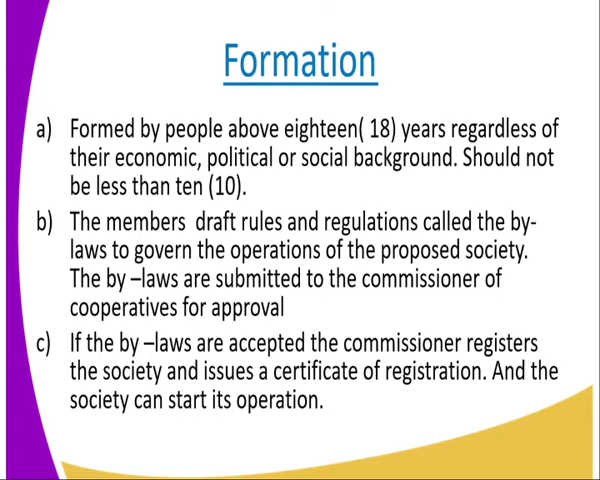 Formation
a) Formed by people above eighteen( 18) years regardless of
their economic, political or social background. Should not
be less than ten (10).
b) The members draft rules and regulations called the by-
laws to govern the operations of the proposed society.
The by –laws are submitted to the commissioner of
cooperatives for approval
c) If the by –laws are accepted the commissioner registers
the society and issues a certificate of registration. And the
society can start its operation.